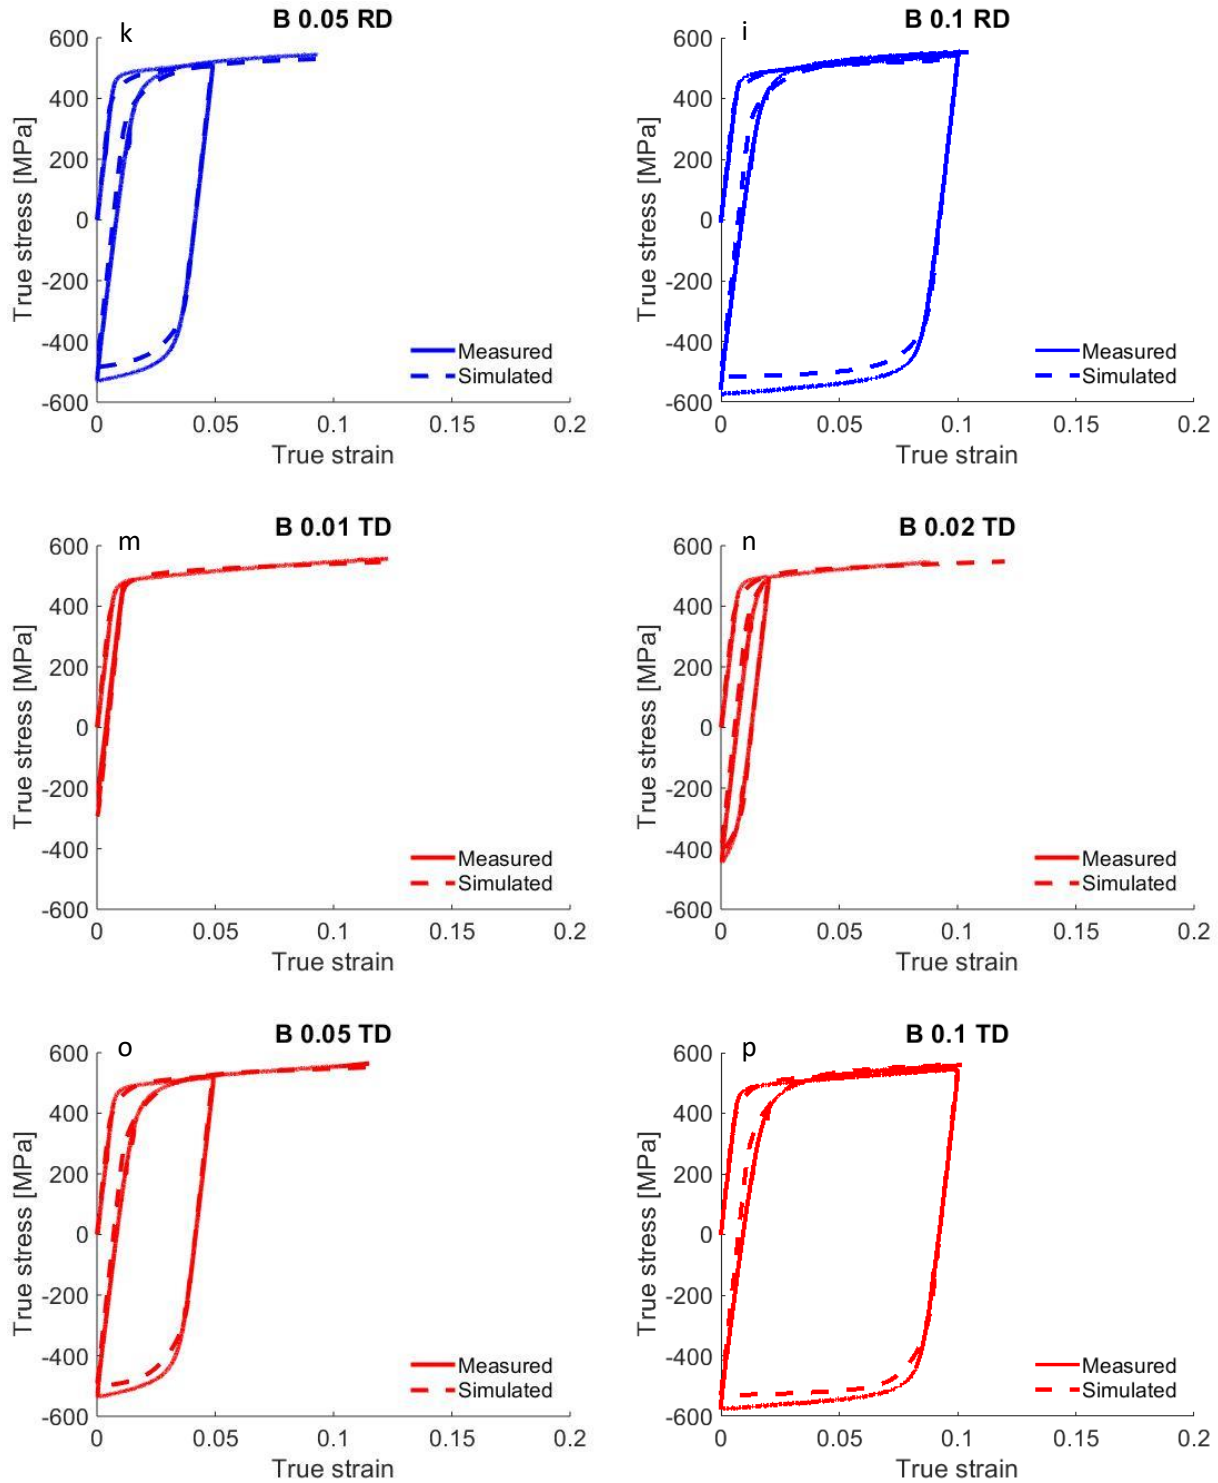 k
B 0.05 RD
600
400
200
0
-200
-400
-600
True stress [MPa]
Measured
Simulated
0 0.05 0.1 0.15 0.2
True strain
i
B 0.1 RD
600
400
200
0
-200
-400
-600
True stress [MPa]
Measured
Simulated
0 0.05 0.1 0.15 0.2
True strain
m
B 0.01 TD
600
400
200
0
-200
-400
-600
True stress [MPa]
Measured
Simulated
0 0.05 0.1 0.15 0.2
True strain
n
B 0.02 TD
600
400
200
0
-200
-400
-600
True stress [MPa]
Measured
Simulated
0 0.05 0.1 0.15 0.2
True strain
o
B 0.05 TD
600
400
200
0
-200
-400
-600
True stress [MPa]
Measured
Simulated
0 0.05 0.1 0.15 0.2
True strain
p
B 0.1 TD
600
400
200
0
-200
-400
-600
True stress [MPa]
Measured
Simulated
0 0.05 0.1 0.15 0.2
True strain